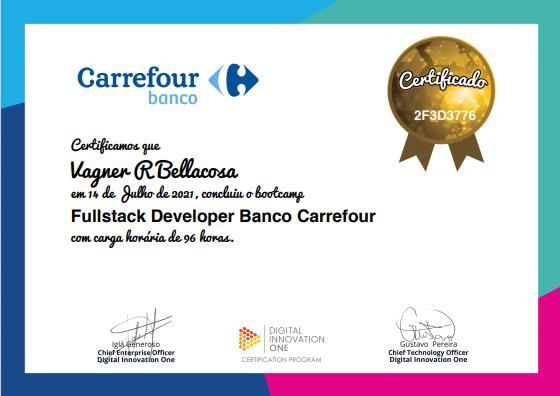 Carrefour
banco
Certificado
2F3D3776
Certificamos que
Vagner R Bellacosa
em 14 de Julho de 2021, concluiu o bootcamp
Fullstack Developer Banco Carrefour
com carga horária de 96 horas.
Iglá Generoso
Chief Enterprise Officer
Digital Innovation One
DIGITAL
INNOVATION
ONE
CERTIFICATION PROGRAM
Gustavo Pereira
Chief Technology Officer
Digital Innovation One